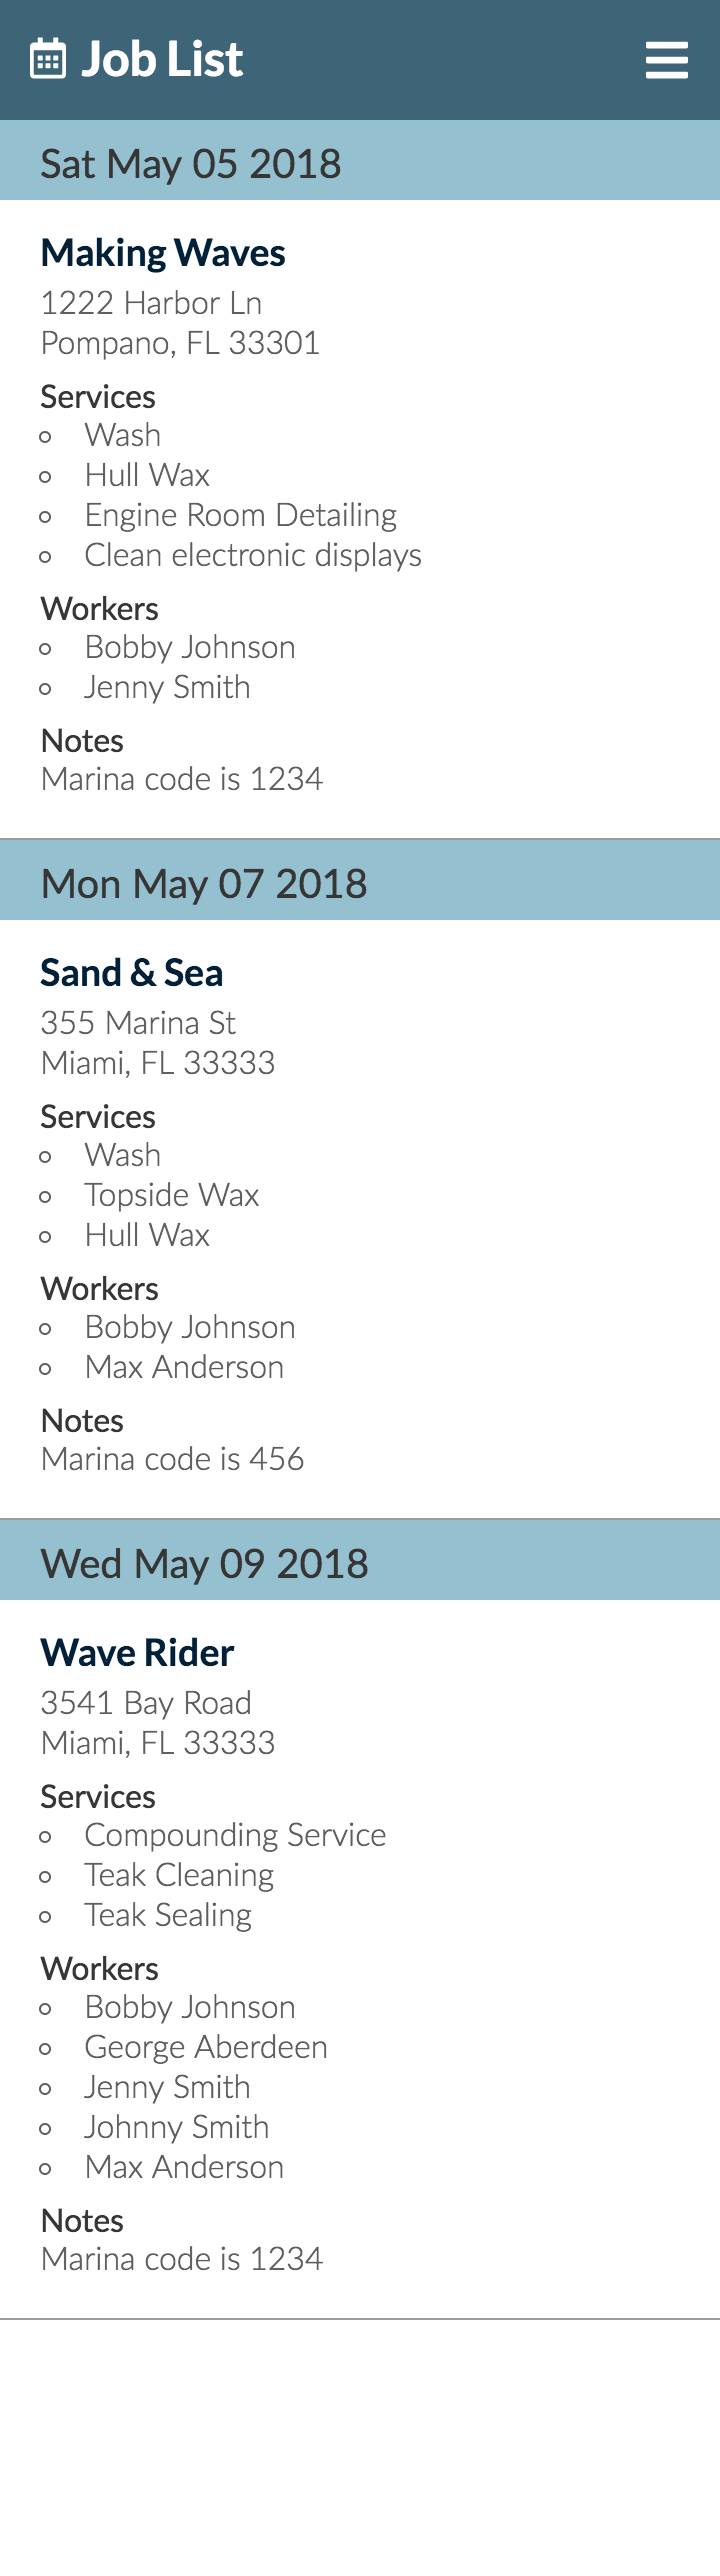 Job List
Sat May 05 2018
Making Waves
1222 Harbor Ln
Pompano, FL 33301
Services
Wash
Hull Wax
Engine Room Detailing
Clean electronic displays
Workers
Bobby Johnson
Jenny Smith
Notes
Marina code is 1234
Mon May 07 2018
Sand & Sea
355 Marina St
Miami, FL 33333
Services
Wash
Topside Wax
Hull Wax
Workers
Bobby Johnson
Max Anderson
Notes
Marina code is 456
Wed May 09 2018
Wave Rider
3541 Bay Road
Miami, FL 33333
Services
Compounding Service
Teak Cleaning
Teak Sealing
Workers
Bobby Johnson
George Aberdeen
Jenny Smith
Johnny Smith
Max Anderson
Notes
Marina code is 1234